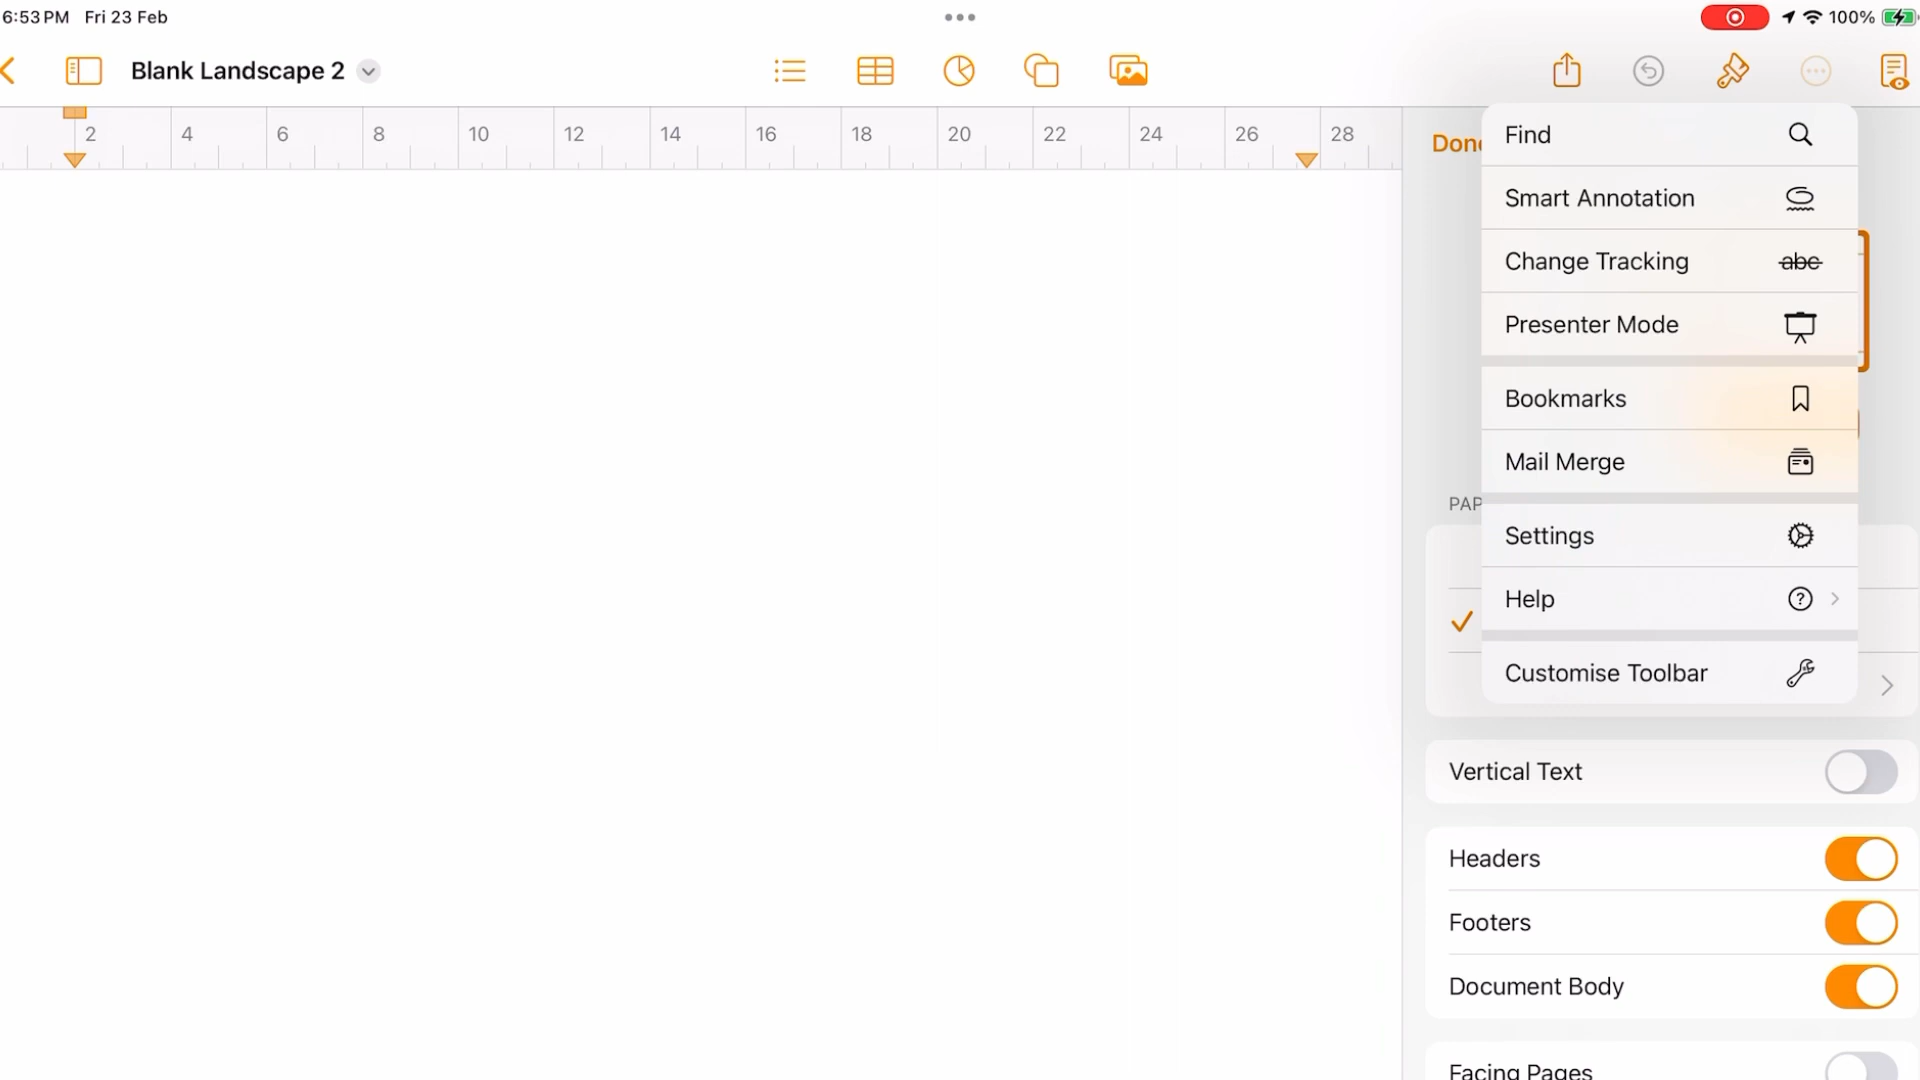 6:53 PM Fri 23 Feb
100%
Blank Landscape 2
2 4 6 8 10 12 14 16 18 20 22 24 26 28
Done
Find
Smart Annotation
Change Tracking
abc
Presenter Mode
Bookmarks
Mail Merge
PAP
Settings
Help
?
Customise Toolbar
Vertical Text
Headers
Footers
Document Body
Facing Pages